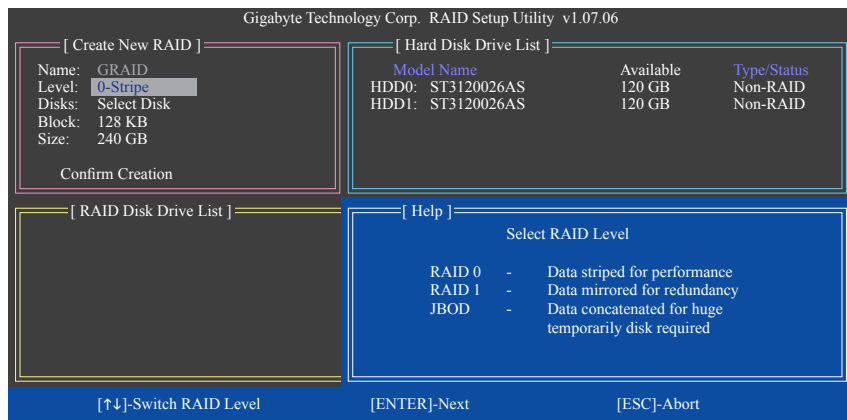 Gigabyte Technology Corp. RAID Setup Utility v1.07.06
[ Create New RAID ]
Name: GRAID
Level: 0-Stripe
Disks: Select Disk
Block: 128 KB
Size: 240 GB
Confirm Creation
[ Hard Disk Drive List ]
Model Name Available Type/Status
HDD0: ST3120026AS 120 GB Non-RAID
HDD1: ST3120026AS 120 GB Non-RAID
[ RAID Disk Drive List ]
[ Help ]
Select RAID Level
RAID 0 - Data striped for performance
RAID 1 - Data mirrored for redundancy
JBOD - Data concatenated for huge
temporarily disk required
[↑↓]-Switch RAID Level [ENTER]-Next [ESC]-Abort